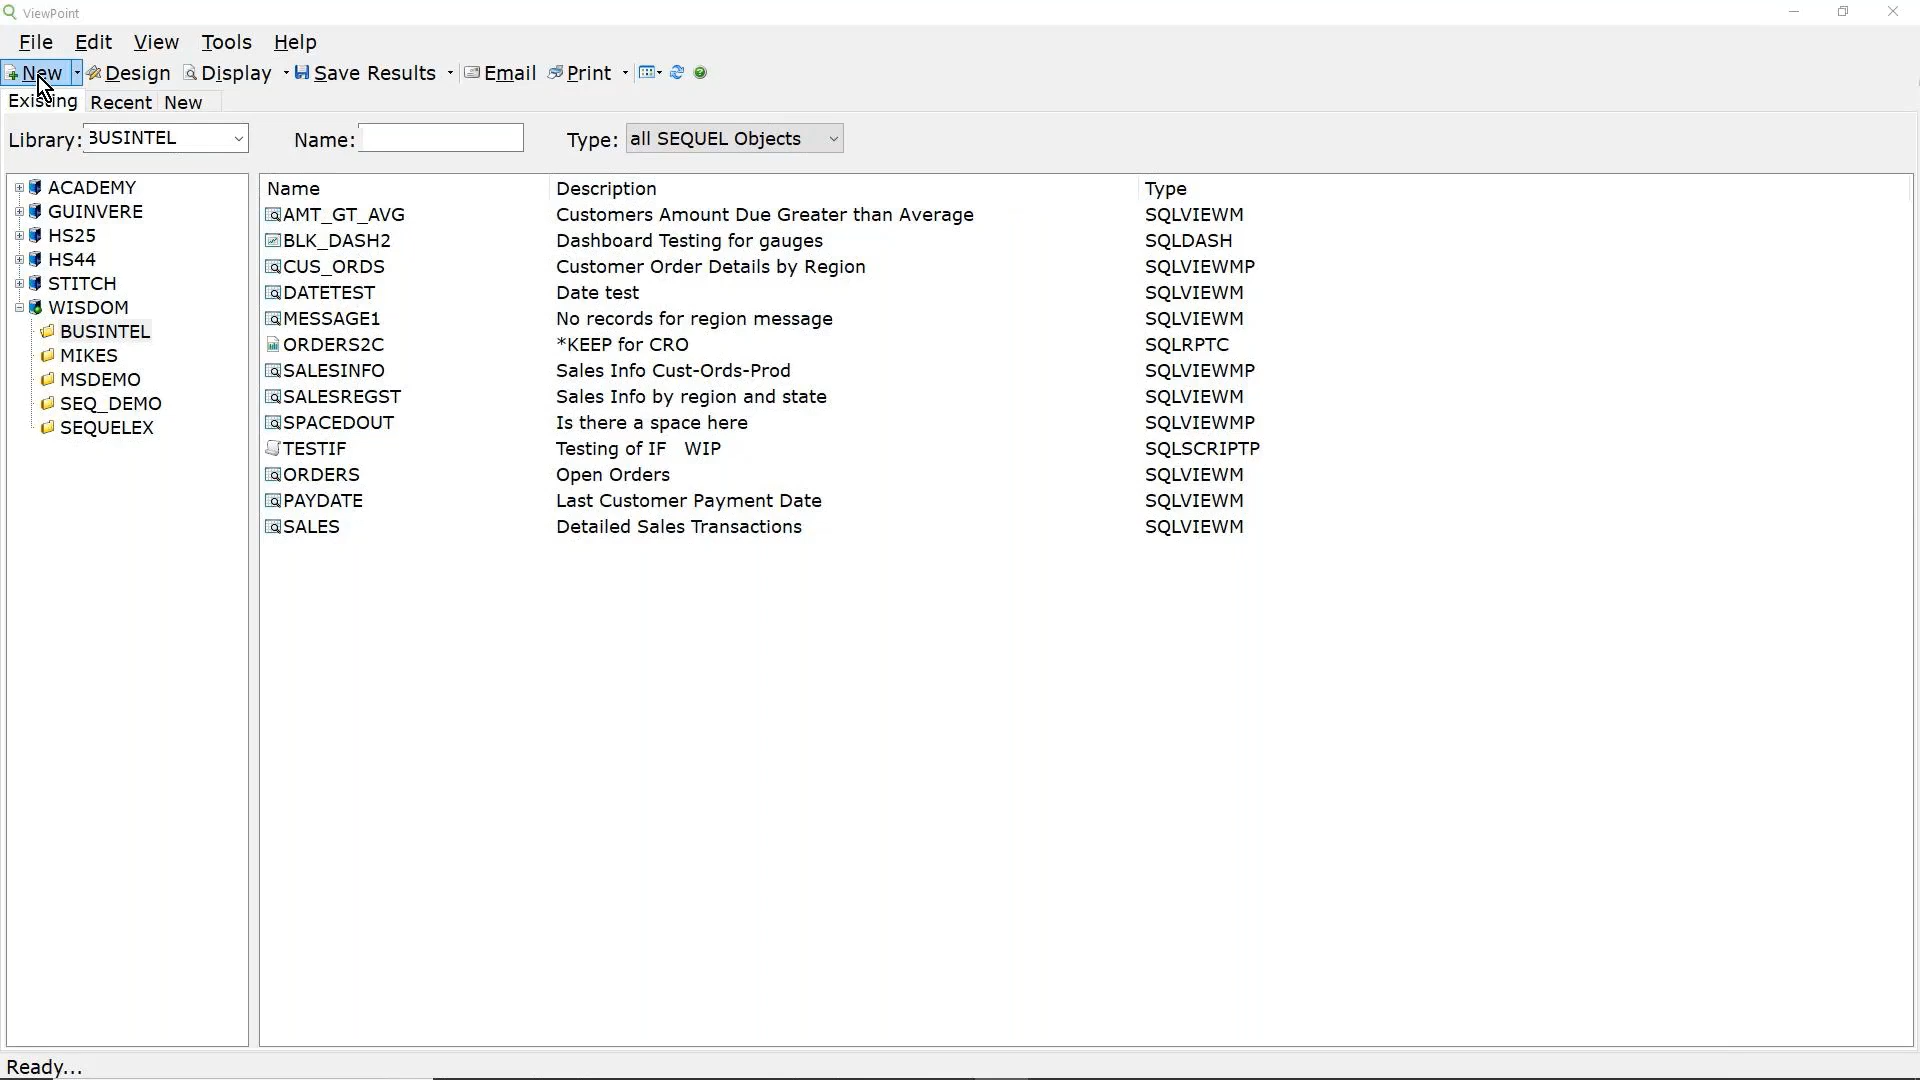 ViewPoint
File Edit View Tools Help
New Design Display Save Results Email Print
Existing Recent New
Library: BUSINTEL Name: Type: all SEQUEL Objects
ACADEMY
GUINVERE
HS25
HS44
STITCH
WISDOM
BUSINTEL
MIKES
MSDEMO
SEQ_DEMO
SEQUELEX
Name Description Type
AMT_GT_AVG Customers Amount Due Greater than Average SQLVIEWM
BLK_DASH2 Dashboard Testing for gauges SQLDASH
CUS_ORDS Customer Order Details by Region SQLVIEWMP
DATETEST Date test SQLVIEWM
MESSAGE1 No records for region message SQLVIEWM
ORDERS2C *KEEP for CRO SQLRPTC
SALESINFO Sales Info Cust-Ords-Prod SQLVIEWMP
SALESREGST Sales Info by region and state SQLVIEWM
SPACEDOUT Is there a space here SQLVIEWMP
TESTIF Testing of IF WIP SQLSCRIPTP
ORDERS Open Orders SQLVIEWM
PAYDATE Last Customer Payment Date SQLVIEWM
SALES Detailed Sales Transactions SQLVIEWM
Ready...